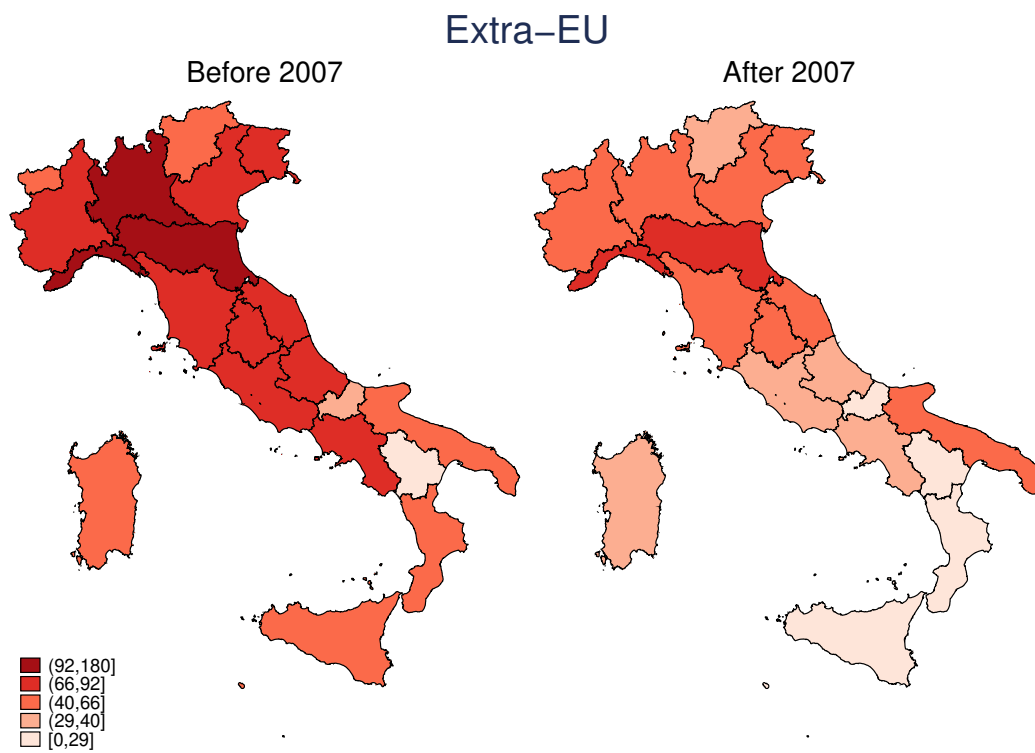 Extra−EU
Before 2007
After 2007
(92,180]
(66,92]
(40,66]
(29,40]
[0,29]